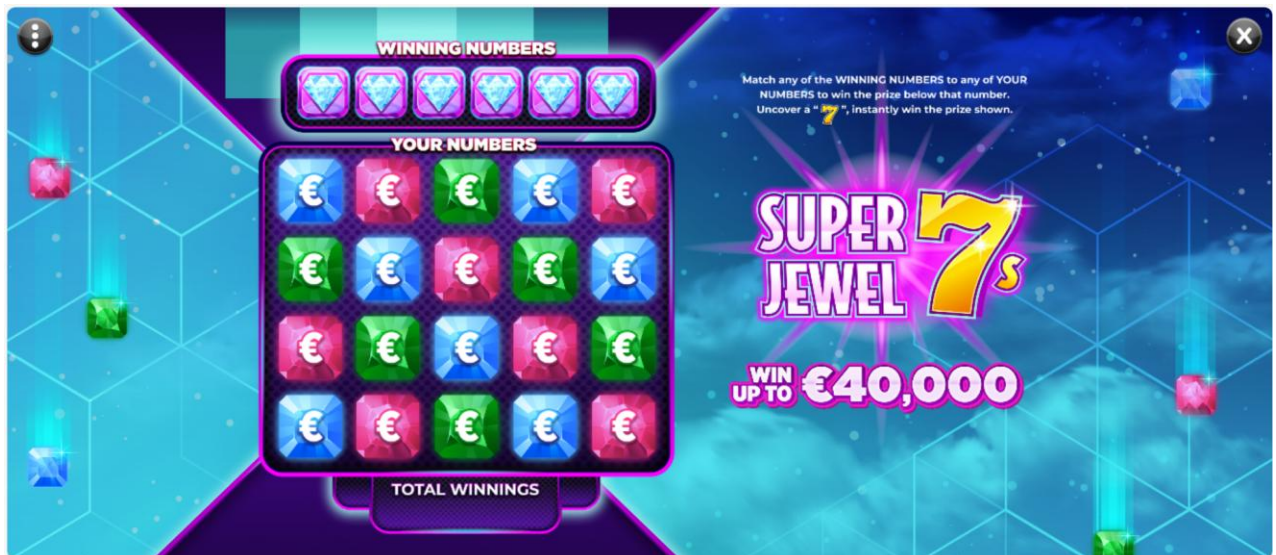 WINNING NUMBERS
YOUR NUMBERS
€ € € € €
€ € € € €
€ € € € €
€ € € € €
TOTAL WINNINGS
X
Match any of the WINNING NUMBERS to any of YOUR
NUMBERS to win the prize below that number.
Uncover a “ 7 ”, instantly win the prize shown.
SUPER
JEWEL
7s
WIN
UP TO
€40,000